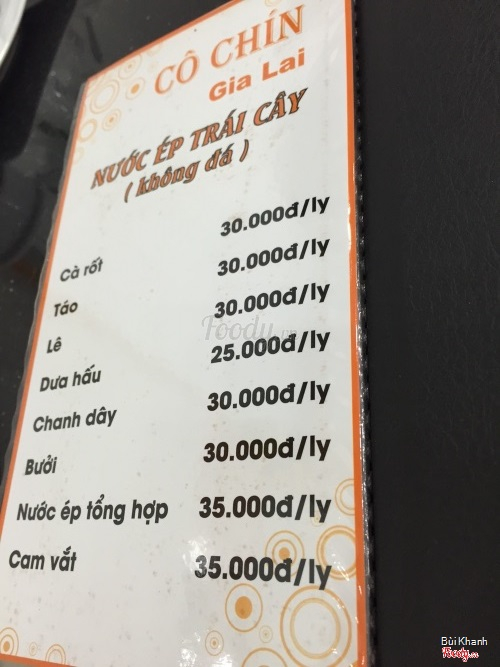 CÔ CHÍN
Gia Lai
NƯỚC ÉP TRÁI CÂY
( không đá )
Cà rốt 30.000đ/ly
Táo 30.000đ/ly
Lê 30.000đ/ly
Dưa hấu 25.000đ/ly
Chanh dây 30.000đ/ly
Bưởi 30.000đ/ly
Nước ép tổng hợp 35.000đ/ly
Cam vắt 35.000đ/ly
Foody.vn
Bùi Khanh
Foody.vn